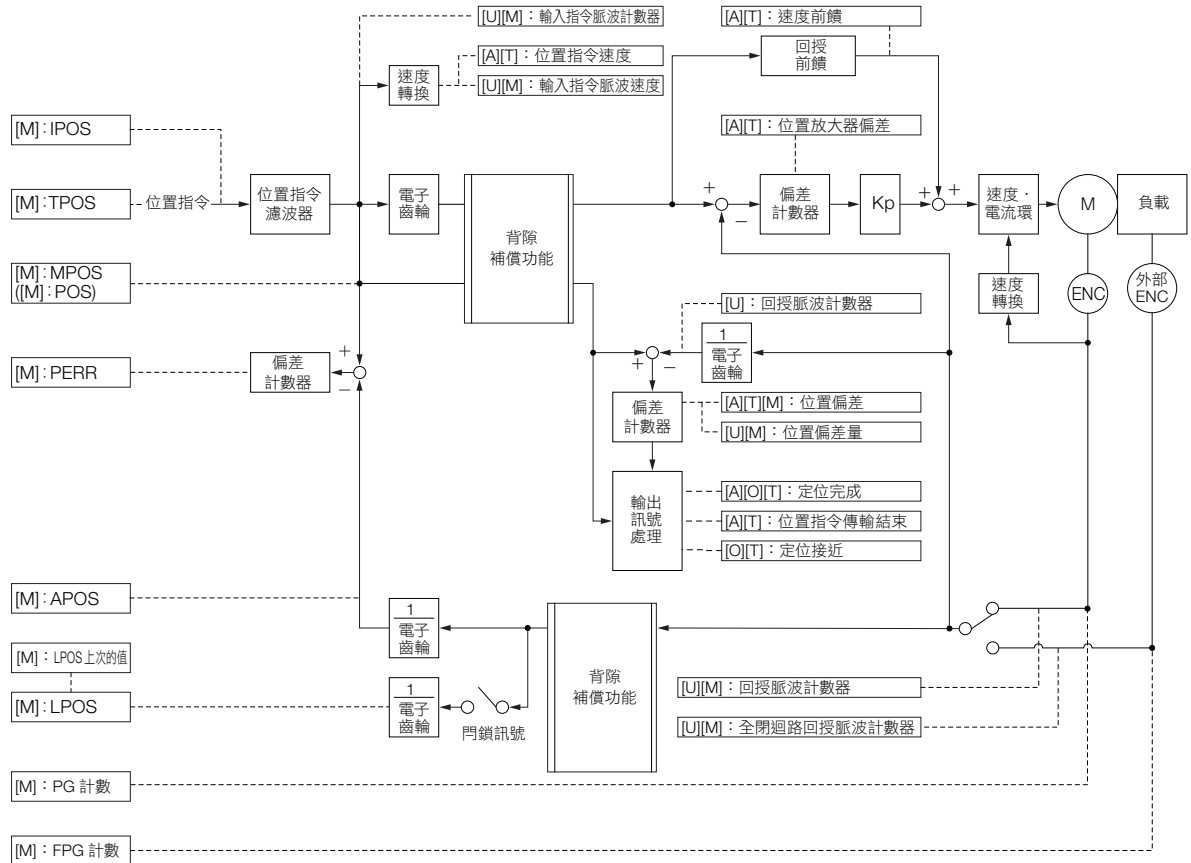 [U][M]：輸入指令脈波計數器
[A][T]：速度前饋
[A][T]：位置指令速度
回授
前饋
速度
轉換
[U][M]：輸入指令脈波速度
[M]：IPOS
[A][T]：位置放大器偏差
[M]：TPOS
位置指令
位置指令
濾波器
電子
齒輪
背隙
補償功能
+
−
偏差
計數器
Kp
+
+
速度．
電流環
M
負載
[M]：MPOS
([M]：POS)
速度
轉換
ENC
外部
ENC
[U]：回授脈波計數器
[M]：PERR
偏差
計數器
+
−
+
−
1
電子
齒輪
偏差
計數器
[A][T][M]：位置偏差
[U][M]：位置偏差量
輸出
訊號
處理
[A][O][T]：定位完成
[A][T]：位置指令傳輸結束
[O][T]：定位接近
[M]：APOS
1
電子
齒輪
背隙
補償功能
[M]：LPOS上次的值
[M]：LPOS
1
電子
齒輪
閂鎖訊號
[U][M]：回授脈波計數器
[U][M]：全閉迴路回授脈波計數器
[M]：PG 計數
[M]：FPG 計數